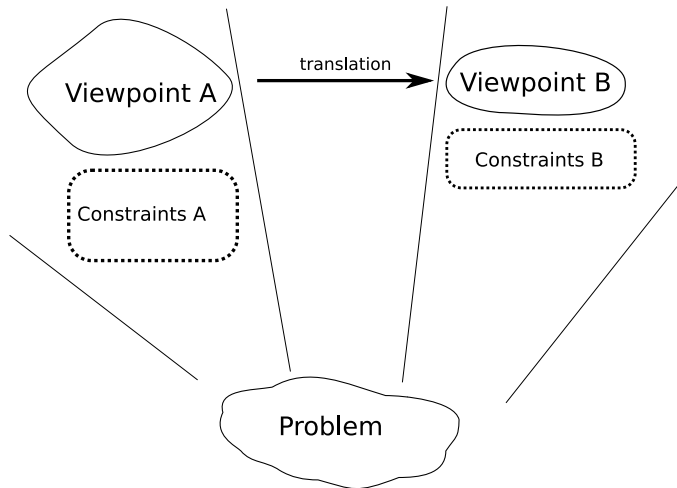 translation
Viewpoint A
Viewpoint B
Constraints A
Constraints B
Problem